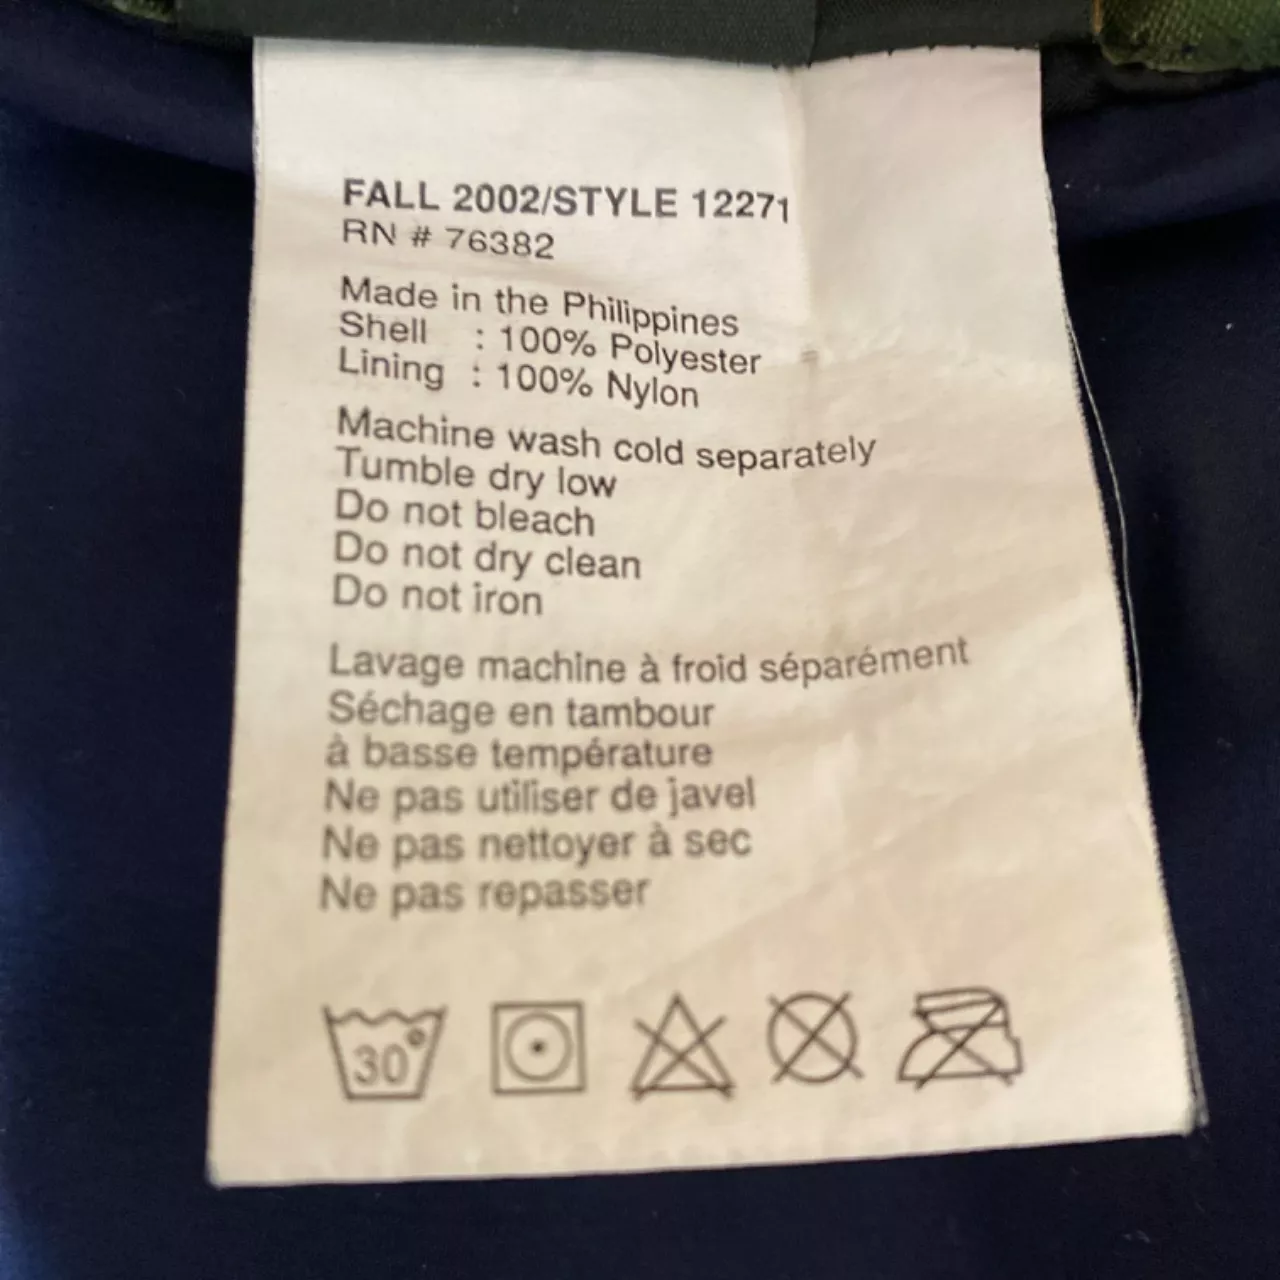 FALL 2002/STYLE 12271
RN # 76382
Made in the Philippines
Shell : 100% Polyester
Lining : 100% Nylon
Machine wash cold separately
Tumble dry low
Do not bleach
Do not dry clean
Do not iron
Lavage machine à froid séparément
Séchage en tambour
à basse température
Ne pas utiliser de javel
Ne pas nettoyer à sec
Ne pas repasser
30°